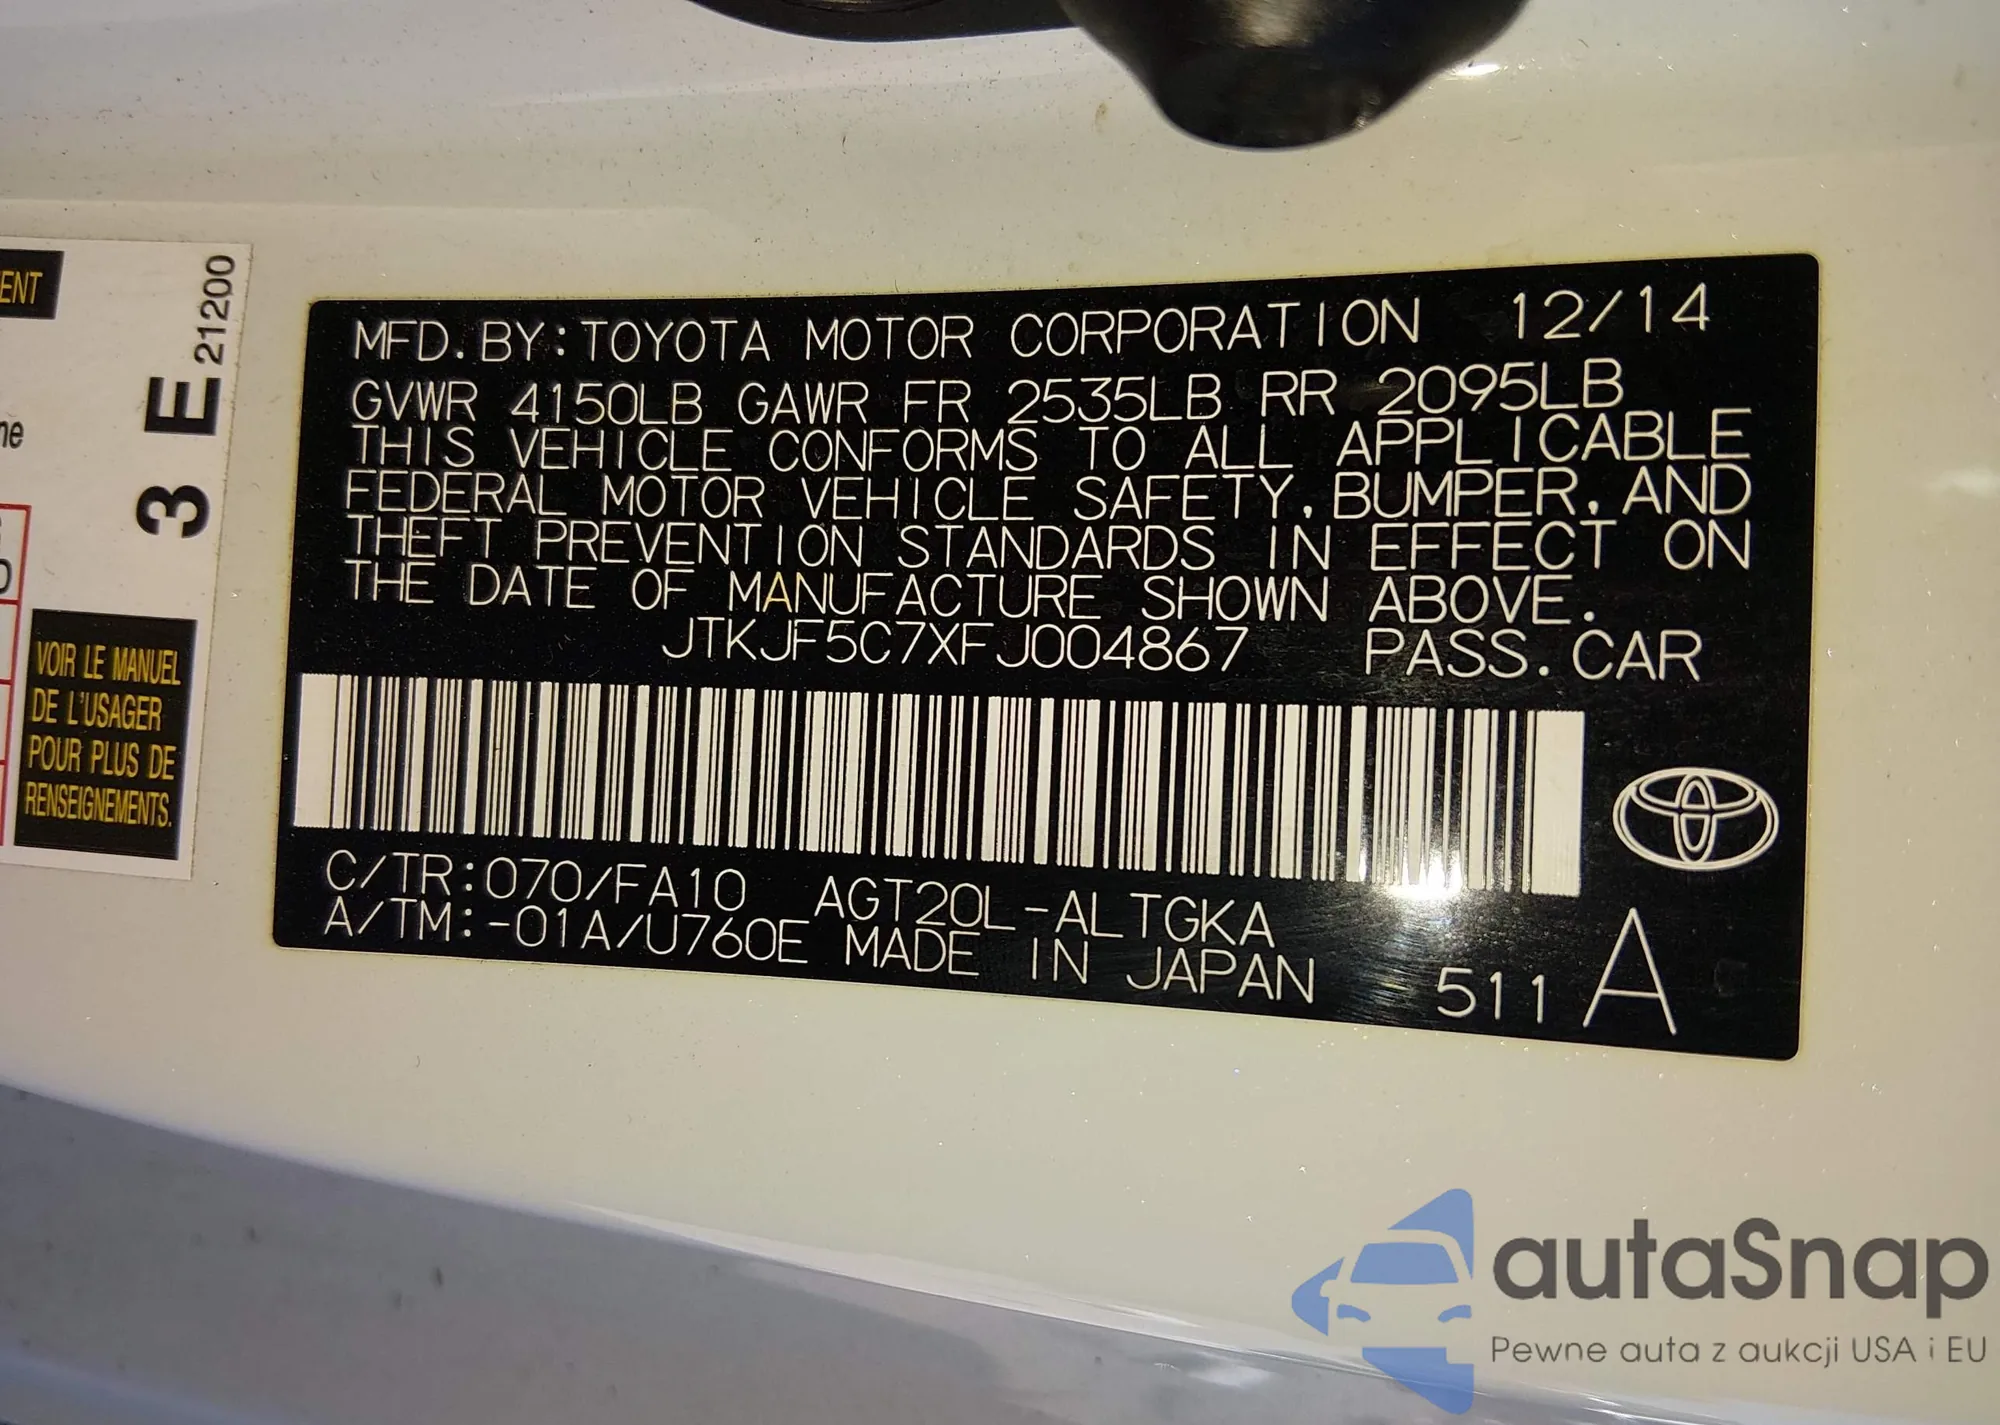 MFD. BY: TOYOTA MOTOR CORPORATION 12/14
GVWR 4150LB GAWR FR 2535LB RR 2095LB
THIS VEHICLE CONFORMS TO ALL APPLICABLE
FEDERAL MOTOR VEHICLE SAFETY, BUMPER, AND
THEFT PREVENTION STANDARDS IN EFFECT ON
THE DATE OF MANUFACTURE SHOWN ABOVE.
JTKJF5C7XFJ004867 PASS. CAR
C/TR: 070/FA10 AGT20L-ALTGKA
A/TM: -01A/U760E MADE IN JAPAN 511 A
3 E 21200
VOIR LE MANUEL
DE L'USAGER
POUR PLUS DE
RENSEIGNEMENTS.
autaSnap
Pewne auta z aukcji USA i EU